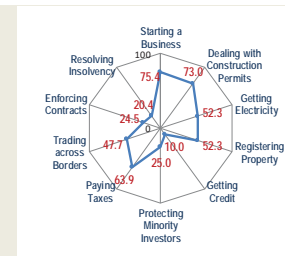 Starting a
Business
100
75.4
73.0
Dealing with
Construction
Permits
Resolving
Insolvency
20.4
Getting
Electricity
52.3
Enforcing
Contracts
24.5
0
Registering
Property
52.3
Trading
across
Borders
47.7
10.0
25.0
Getting
Credit
63.9
Paying
Taxes
Protecting
Minority
Investors